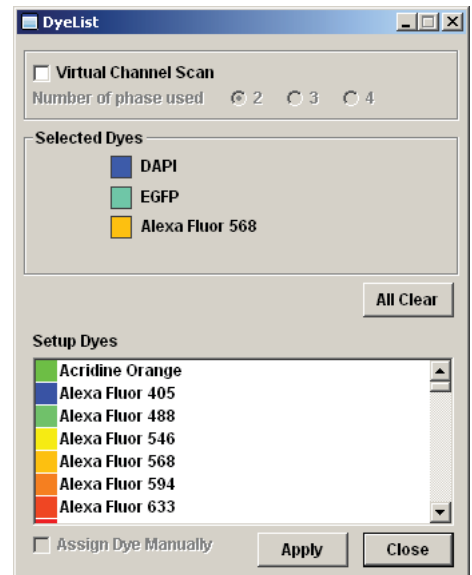 DyeList
Virtual Channel Scan
Number of phase used 2 3 4
Selected Dyes
DAPI
EGFP
Alexa Fluor 568
All Clear
Setup Dyes
Acridine Orange
Alexa Fluor 405
Alexa Fluor 488
Alexa Fluor 546
Alexa Fluor 568
Alexa Fluor 594
Alexa Fluor 633
Assign Dye Manually Apply Close